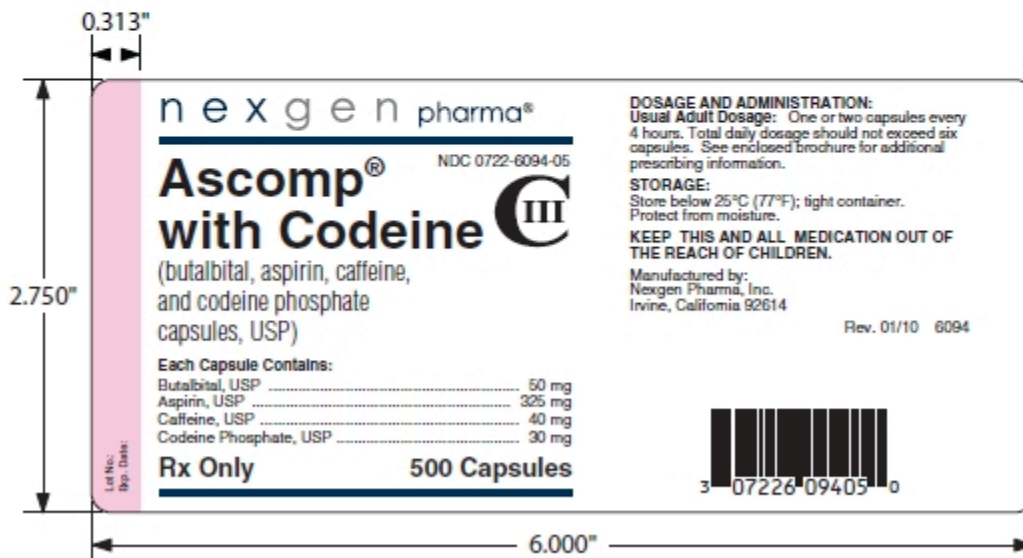 0.313"
nexgen pharma®
NDC 0722-6094-05
Ascomp®
with Codeine
CIII
(butalbital, aspirin, caffeine,
and codeine phosphate
capsules, USP)
Each Capsule Contains:
Butalbital, USP ........ 50 mg
Aspirin, USP ........ 325 mg
Caffeine, USP ........ 40 mg
Codeine Phosphate, USP ........ 30 mg
Rx Only 500 Capsules
Lot No.:
Exp. Date:
2.750"
DOSAGE AND ADMINISTRATION:
Usual Adult Dosage: One or two capsules every
4 hours. Total daily dosage should not exceed six
capsules. See enclosed brochure for additional
prescribing information.
STORAGE:
Store below 25°C (77°F); tight container.
Protect from moisture.
KEEP THIS AND ALL MEDICATION OUT OF
THE REACH OF CHILDREN.
Manufactured by:
Nexgen Pharma, Inc.
Irvine, California 92614
Rev. 01/10 6094
3 07226 09405 0
6.000"